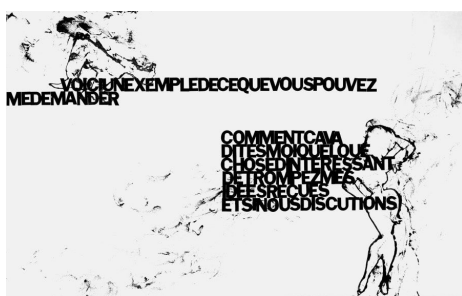 VOICIUNEXEMPLEDECEQUEVOUSPOUVEZ
MEDEMANDER
COMMENTCAVA
DITESMOIQUELQUE
CHOSEDINTERESSANT
DETROMPEZMES
IDEESRECUES
ETSINOUSDISCUTIONS)